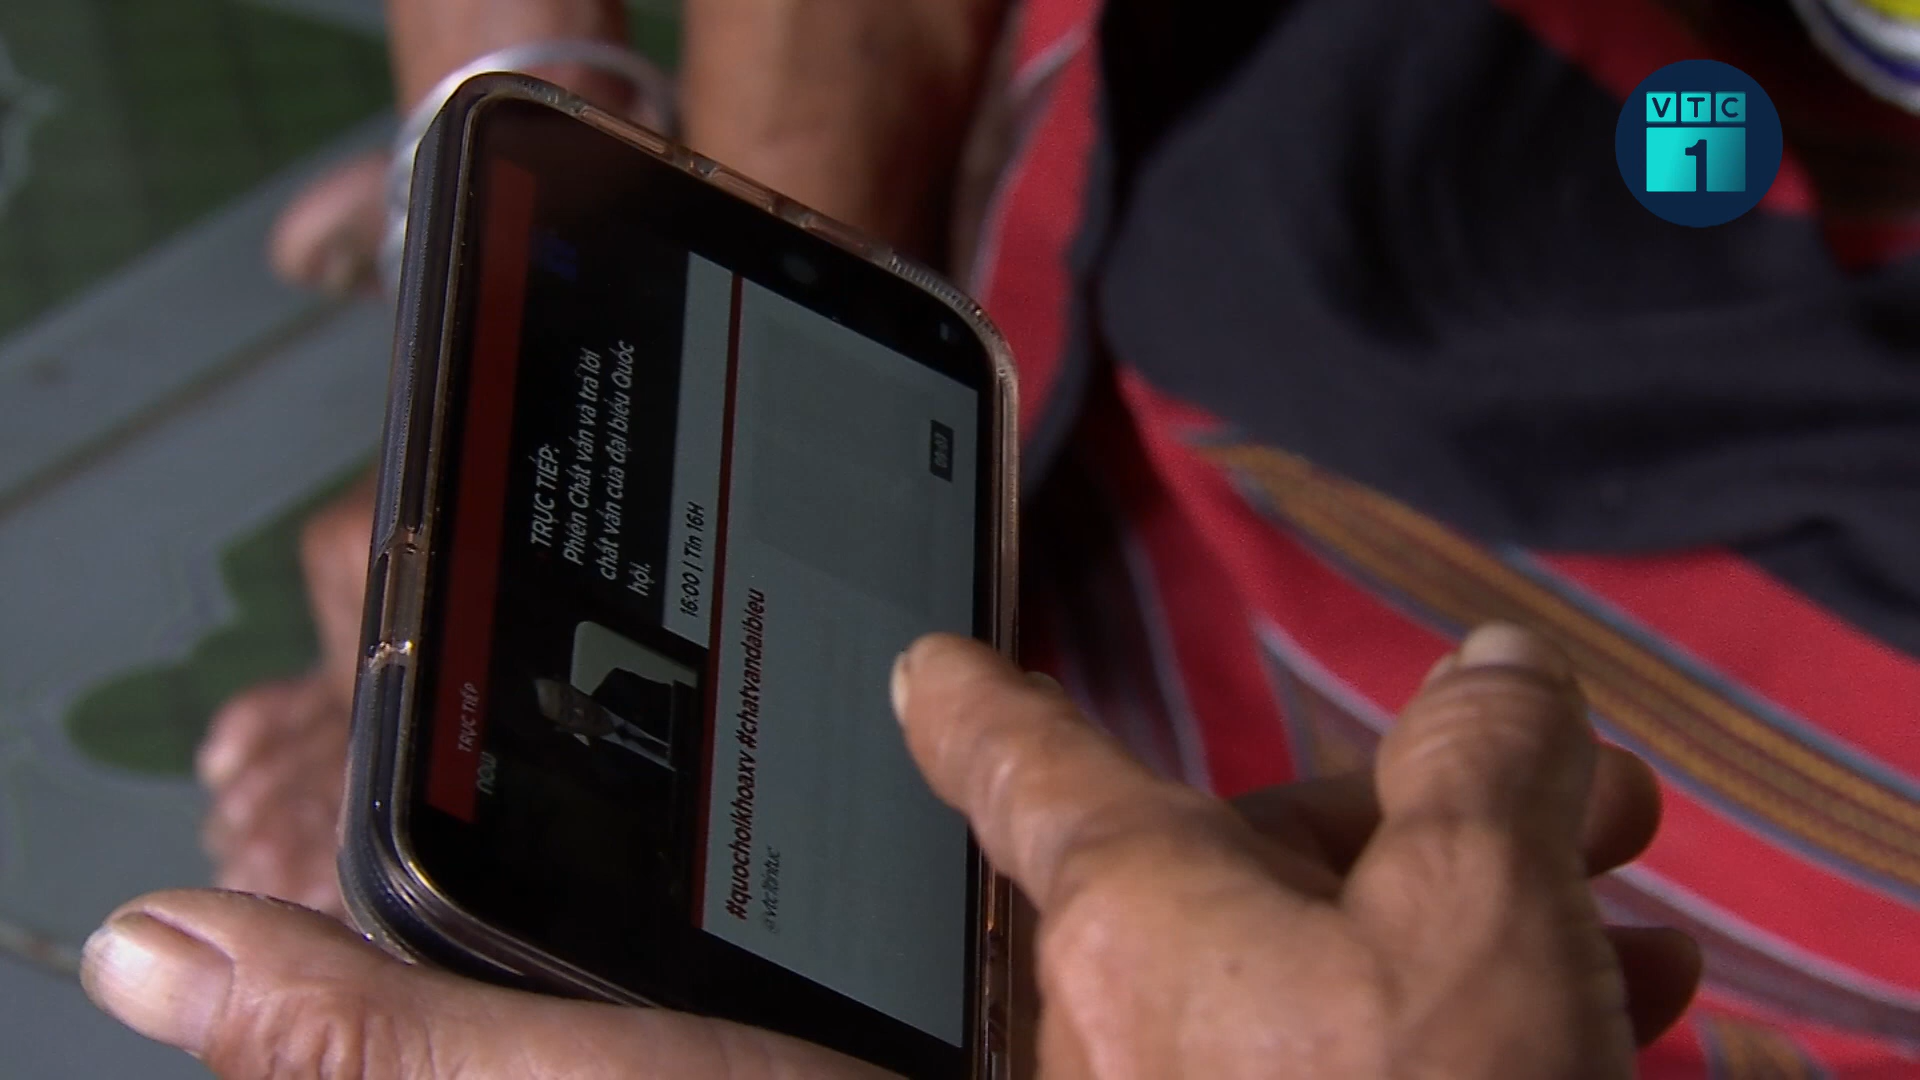 VTC
1
TRỰC TIẾP
now
TRỰC TIẾP:
Phiên Chất vấn và trả lời
chất vấn của đại biểu Quốc
hội.
16:00 | Tin 16H
#quochoikhoaxv #chatvandaibieu
@vtc1tintuc